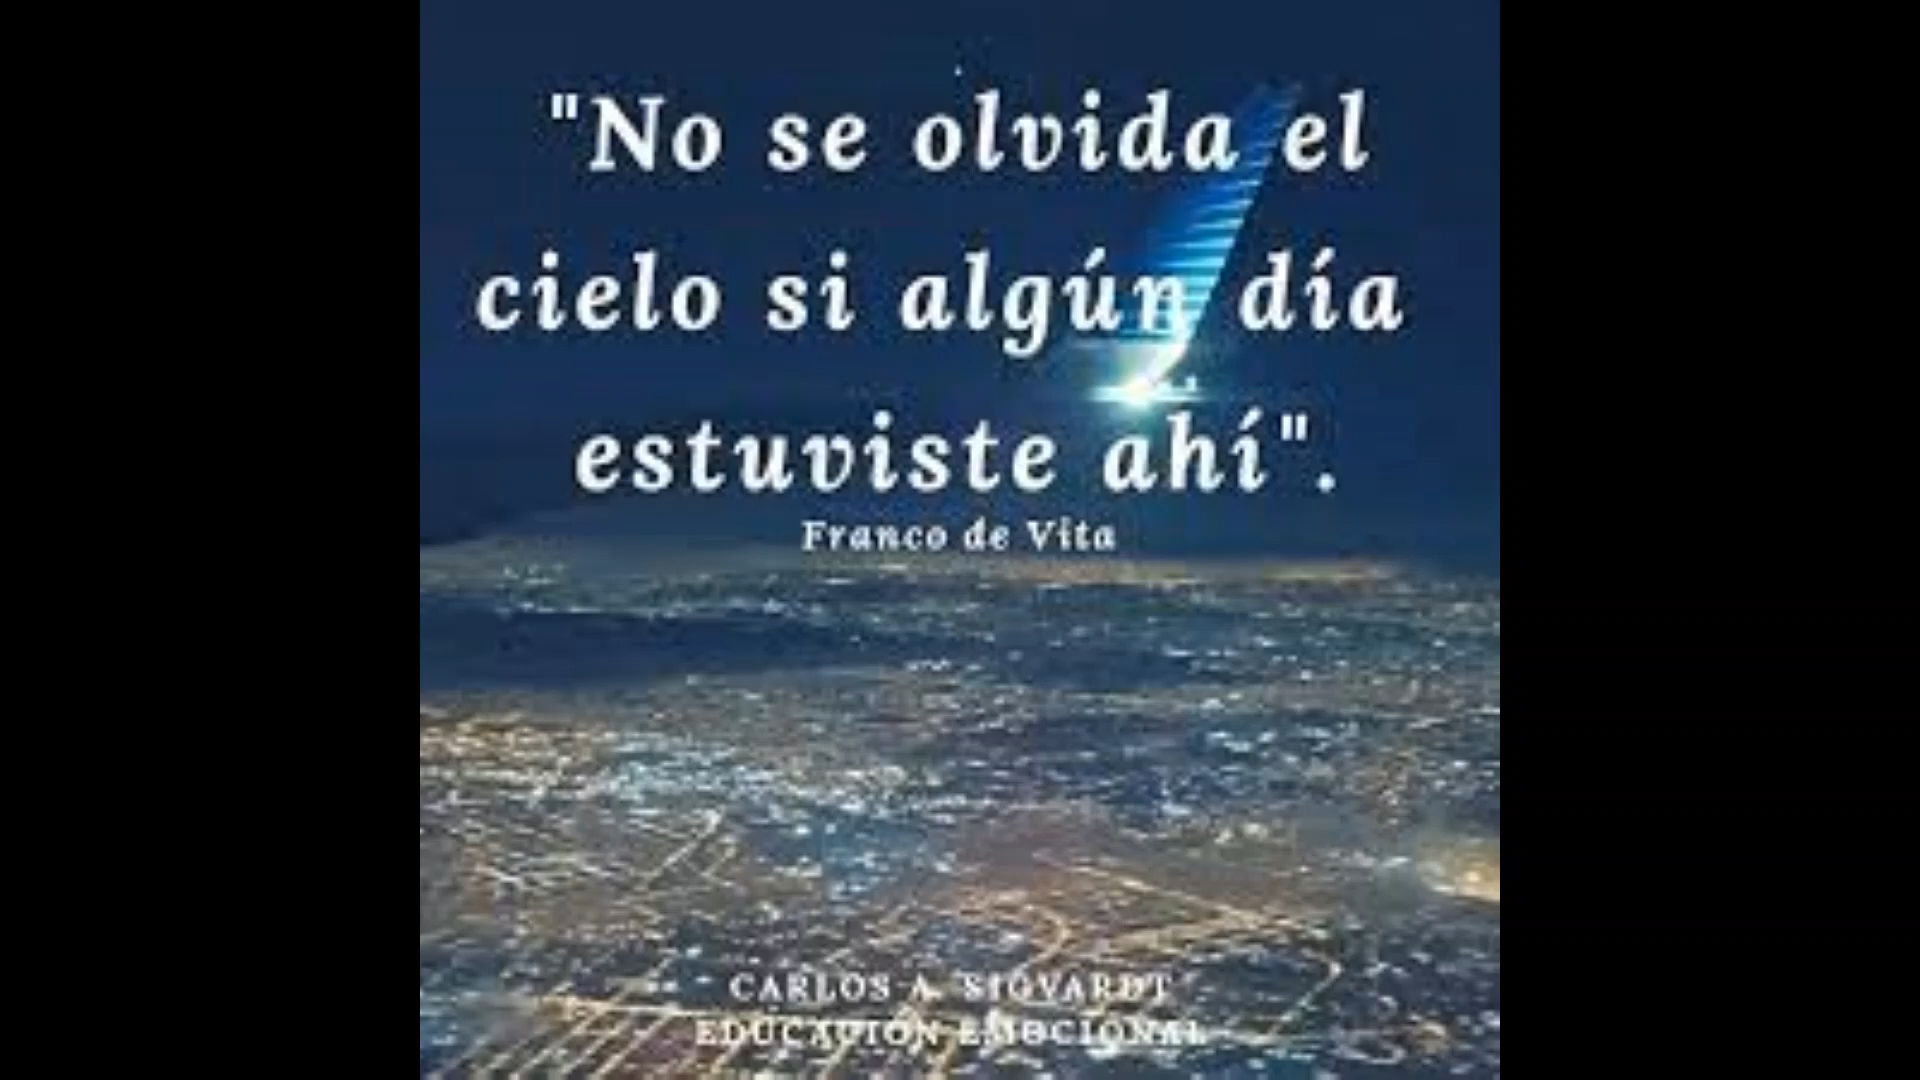 "No se olvida el
cielo si algún día
estuviste ahí".
Franco de Vita
CARLOS A. SIGVARDT
EDUCACIÓN EMOCIONAL